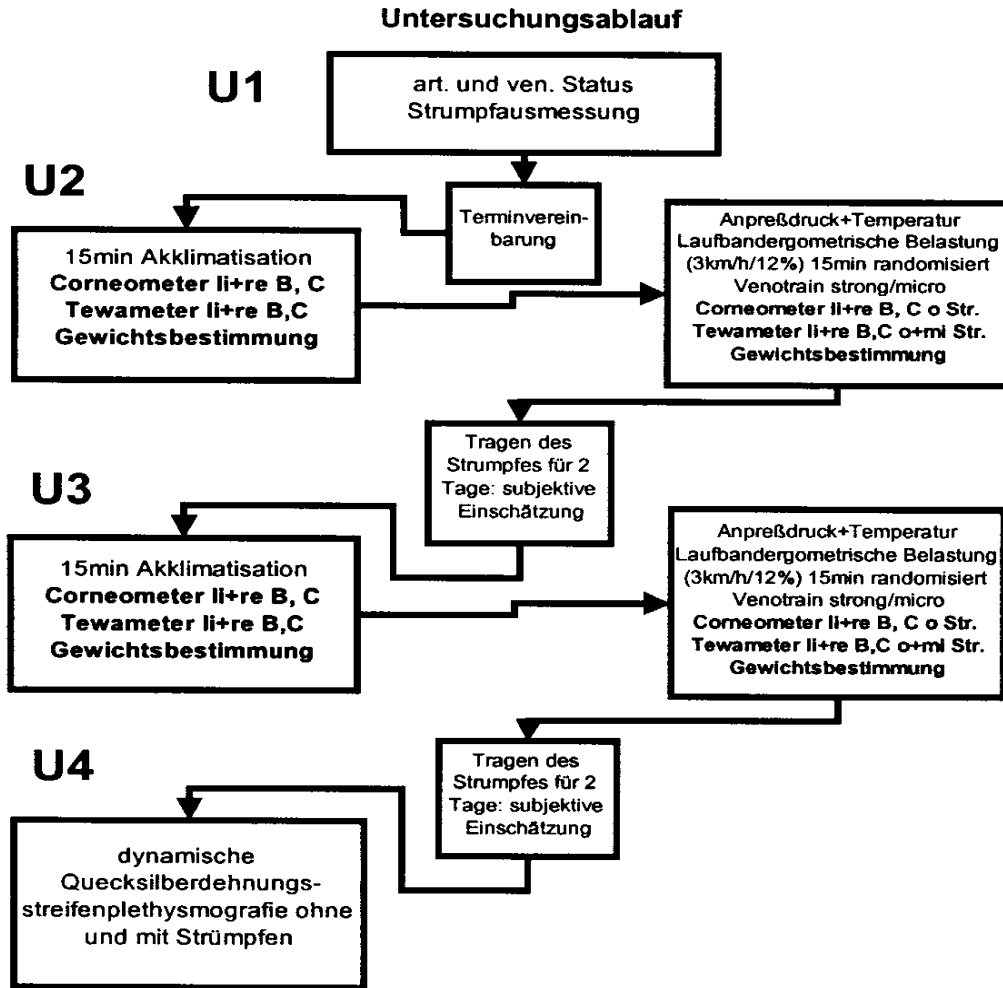 Untersuchungsablauf
U1
art. und ven. Status
Strumpfausmessung
U2
Terminverein-
barung
15min Akklimatisation
Corneometer li+re B, C
Tewameter li+re B,C
Gewichtsbestimmung
Anpreßdruck+Temperatur
Laufbandergometrische Belastung
(3km/h/12%) 15min randomisiert
Venotrain strong/micro
Corneometer li+re B, C o Str.
Tewameter li+re B,C o+mi Str.
Gewichtsbestimmung
Tragen des
Strumpfes für 2
Tage: subjektive
Einschätzung
U3
15min Akklimatisation
Corneometer li+re B, C
Tewameter li+re B,C
Gewichtsbestimmung
Anpreßdruck+Temperatur
Laufbandergometrische Belastung
(3km/h/12%) 15min randomisiert
Venotrain strong/micro
Corneometer li+re B, C o Str.
Tewameter li+re B,C o+mi Str.
Gewichtsbestimmung
Tragen des
Strumpfes für 2
Tage: subjektive
Einschätzung
U4
dynamische
Quecksilberdehnungs-
streifenplethysmografie ohne
und mit Strümpfen